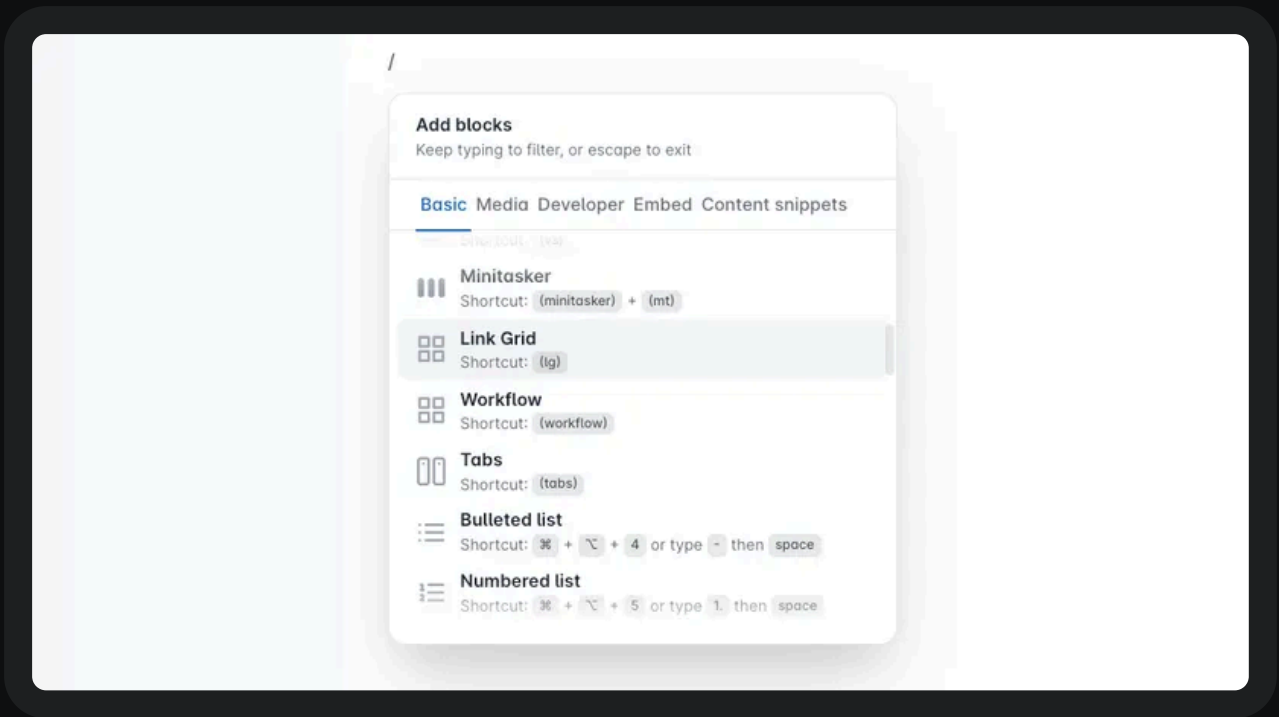 /
Add blocks
Keep typing to filter, or escape to exit
Basic Media Developer Embed Content snippets
Minitasker
Shortcut: (minitasker) + (mt)
Link Grid
Shortcut: (lg)
Workflow
Shortcut: (workflow)
Tabs
Shortcut: (tabs)
Bulleted list
Shortcut: ⌘ + ⌥ + 4 or type - then space
Numbered list
Shortcut: ⌘ + ⌥ + 5 or type 1. then space